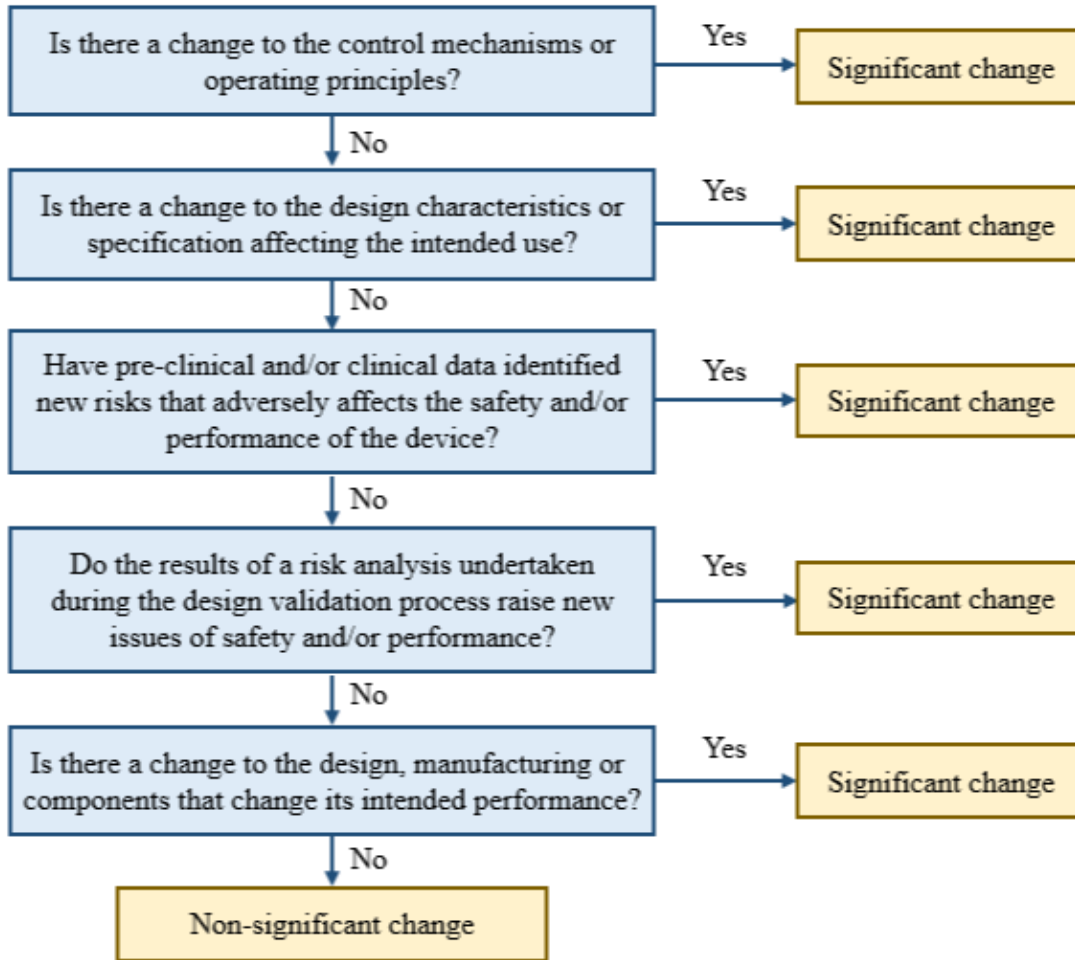 Is there a change to the control mechanisms or
operating principles?
Yes
Significant change
No
Is there a change to the design characteristics or
specification affecting the intended use?
Yes
Significant change
No
Have pre-clinical and/or clinical data identified
new risks that adversely affects the safety and/or
performance of the device?
Yes
Significant change
No
Do the results of a risk analysis undertaken
during the design validation process raise new
issues of safety and/or performance?
Yes
Significant change
No
Is there a change to the design, manufacturing or
components that change its intended performance?
Yes
Significant change
No
Non-significant change